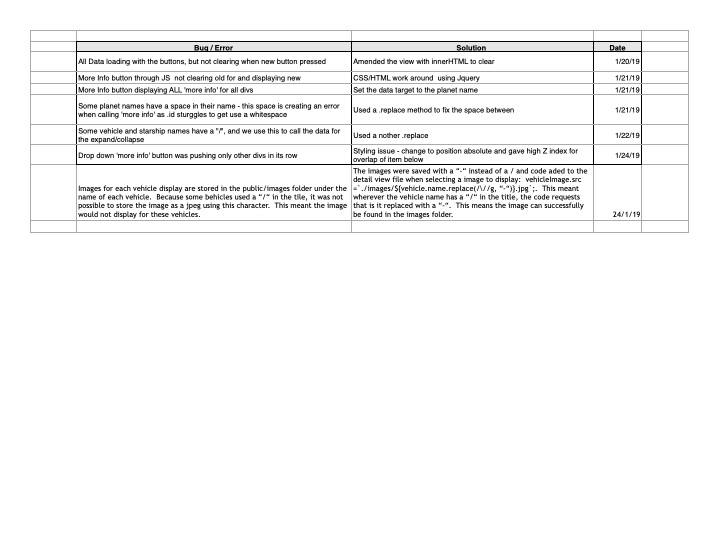 Bug / Error Solution Date
All Data loading with the buttons, but not clearing when new button pressed Amended the view with innerHTML to clear 1/20/19
More Info button through JS not clearing old for and displaying new CSS/HTML work around using Jquery 1/21/19
More Info button displaying ALL 'more info' for all divs Set the data target to the planet name 1/21/19
Some planet names have a space in their name - this space is creating an error
when calling 'more info' as .id sturggles to get use a whitespace
Used a .replace method to fix the space between 1/21/19
Some vehicle and starship names have a "/", and we use this to call the data for
the expand/collapse
Used a nother .replace 1/22/19
Drop down 'more info' button was pushing only other divs in its row
Styling issue - change to position absolute and gave high Z index for
overlap of item below
1/24/19
Images for each vehicle display are stored in the public/images folder under the
name of each vehicle. Because some behicles used a "/" in the tile, it was not
possible to store the image as a jpeg using this character. This meant the image
would not display for these vehicles.
The images were saved with a "-" instead of a / and code aded to the
detail view file when selecting a image to display: vehicleImage.src
=`./images/${vehicle.name.replace(/\//g, "-")}.jpg`;. This meant
wherever the vehicle name has a "/" in the title, the code requests
that is it replaced with a "-". This means the image can successfully
be found in the images folder.
24/1/19